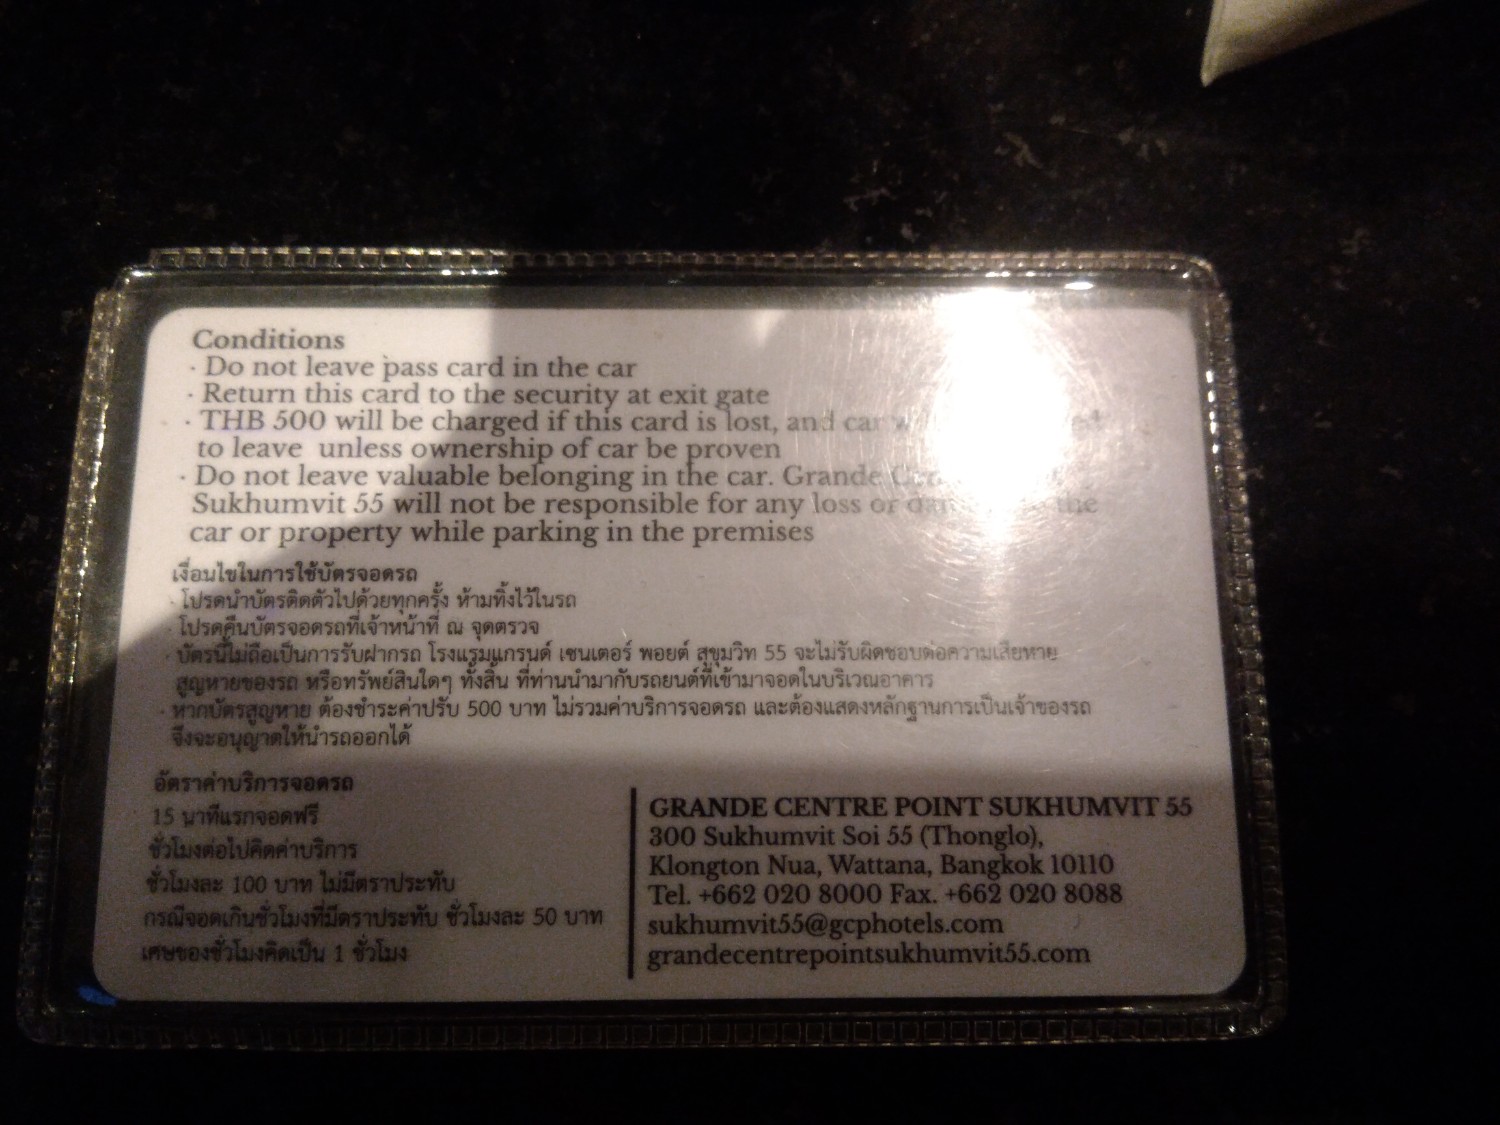 Conditions
· Do not leave pass card in the car
· Return this card to the security at exit gate
· THB 500 will be charged if this card is lost, and car
to leave unless ownership of car be proven
· Do not leave valuable belonging in the car. Grande
Sukhumvit 55 will not be responsible for any loss or the
car or property while parking in the premises
เงื่อนไขในการใช้บัตรจอดรถ
· โปรดนำบัตรติดตัวไปด้วยทุกครั้ง ห้ามทิ้งไว้ในรถ
· โปรดคืนบัตรจอดรถที่เจ้าหน้าที่ ณ จุดตรวจ
· บัตรนี้ไม่ถือเป็นการรับฝากรถ โรงแรมแกรนด์ เซนเตอร์ พอยต์ สุขุมวิท 55 จะไม่รับผิดชอบต่อความเสียหาย
สูญหายของรถ หรือทรัพย์สินใดๆ ทั้งสิ้น ที่ท่านนำมากับรถยนต์ที่เข้ามาจอดในบริเวณอาคาร
· หากบัตรสูญหาย ต้องชำระค่าปรับ 500 บาท ไม่รวมค่าบริการจอดรถ และต้องแสดงหลักฐานการเป็นเจ้าของรถ
จึงจะอนุญาตให้นำรถออกได้
อัตราค่าบริการจอดรถ
15 นาทีแรกจอดฟรี
ชั่วโมงต่อไปคิดค่าบริการ
ชั่วโมงละ 100 บาท ไม่มีตราประทับ
กรณีจอดเกินชั่วโมงที่มีตราประทับ ชั่วโมงละ 50 บาท
เศษของชั่วโมงคิดเป็น 1 ชั่วโมง
GRANDE CENTRE POINT SUKHUMVIT 55
300 Sukhumvit Soi 55 (Thonglo),
Klongton Nua, Wattana, Bangkok 10110
Tel. +662 020 8000 Fax. +662 020 8088
sukhumvit55@gcphotels.com
grandecentrepointsukhumvit55.com